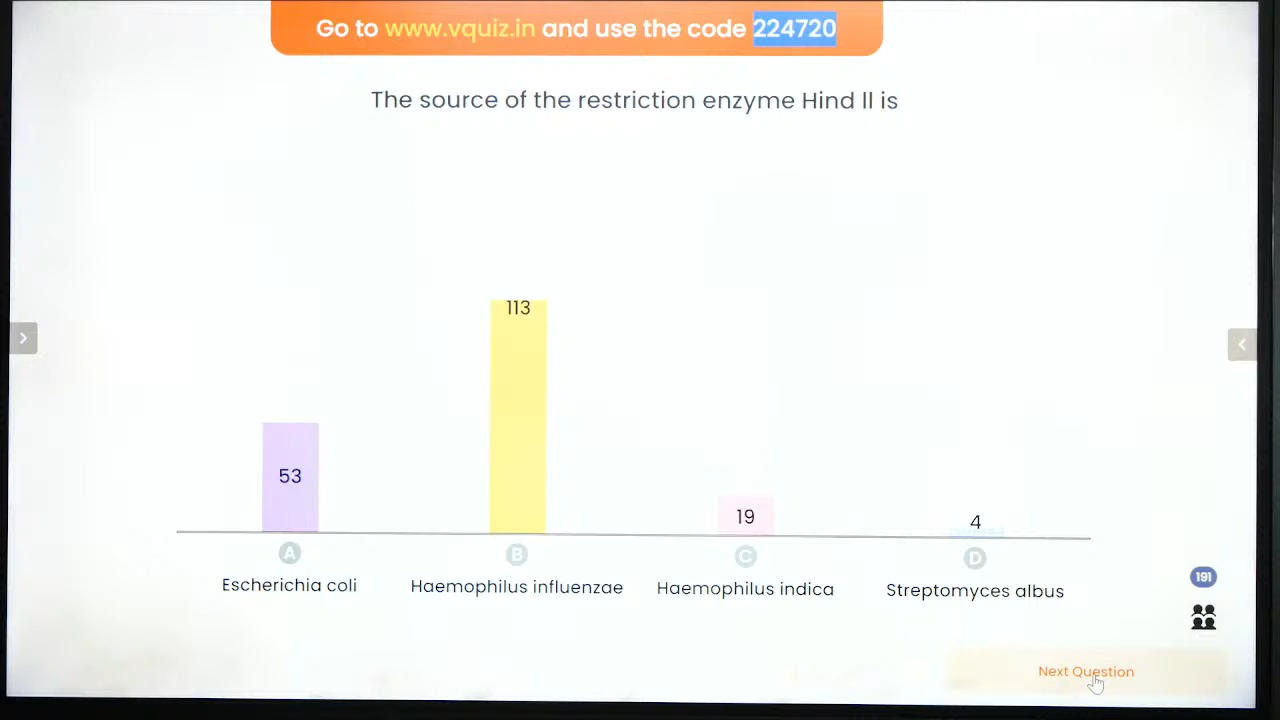 Go to www.vquiz.in and use the code 224720
The source of the restriction enzyme Hind ll is
113
53
19
4
A
B
C
D
Escherichia coli
Haemophilus influenzae
Haemophilus indica
Streptomyces albus
191
Next Question